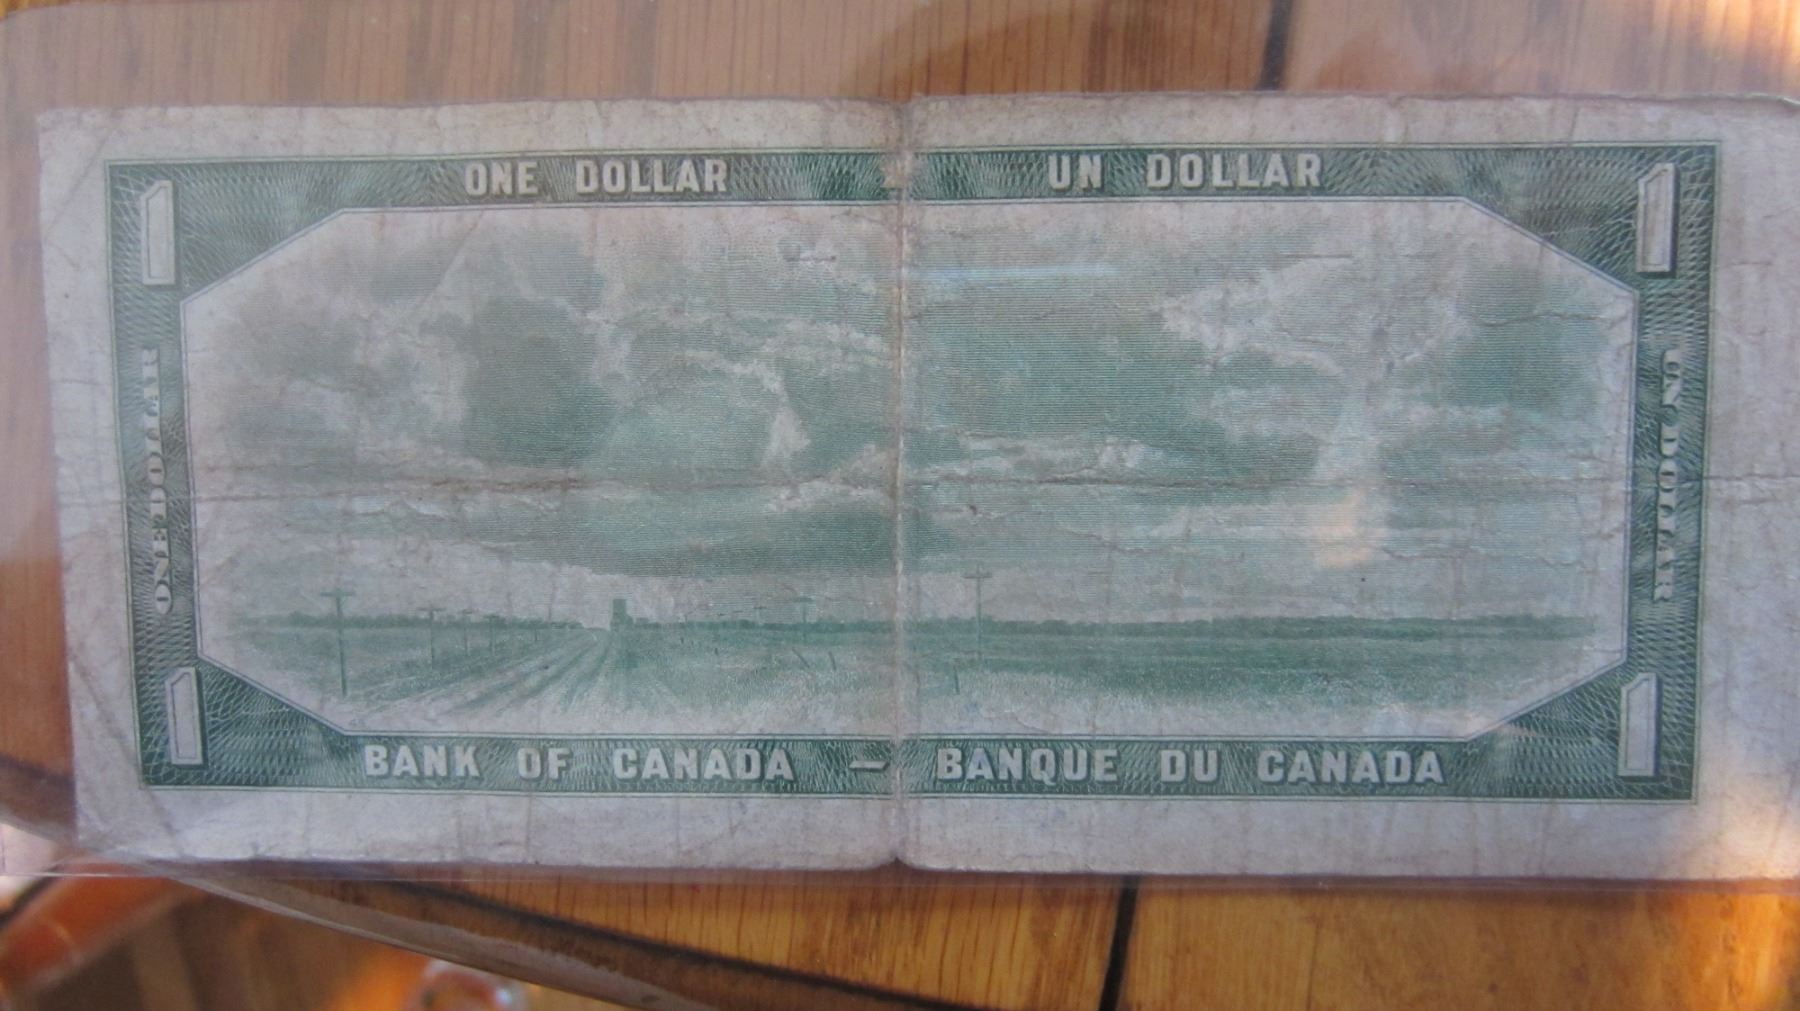 ONE DOLLAR UN DOLLAR
1 1
ONE DOLLAR
UN DOLLAR
1 1
BANK OF CANADA – BANQUE DU CANADA